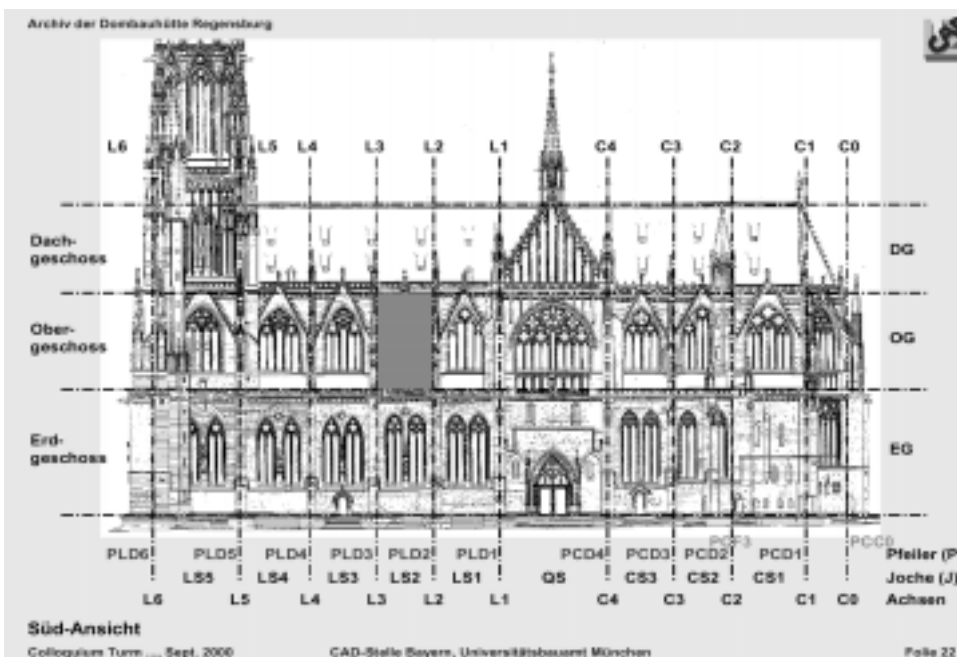 Archiv der Dombauhütte Regensburg
L6 L5 L4 L3 L2 L1 C4 C3 C2 C1 C0
Dach-
geschoss
DG
Ober-
geschoss
OG
Erd-
geschoss
EG
PCF3 PCC0
PLD6 PLD5 PLD4 PLD3 PLD2 PLD1 PCD4 PCD3 PCD2 PCD1 Pfeiler (P
LS5 LS4 LS3 LS2 LS1 QS CS3 CS2 CS1 Joche (J)
L6 L5 L4 L3 L2 L1 C4 C3 C2 C1 C0 Achsen
Süd-Ansicht
Colloquium Turm ... Sept. 2000 CAD-Stelle Bayern, Universitätsbauamt München Folie 22